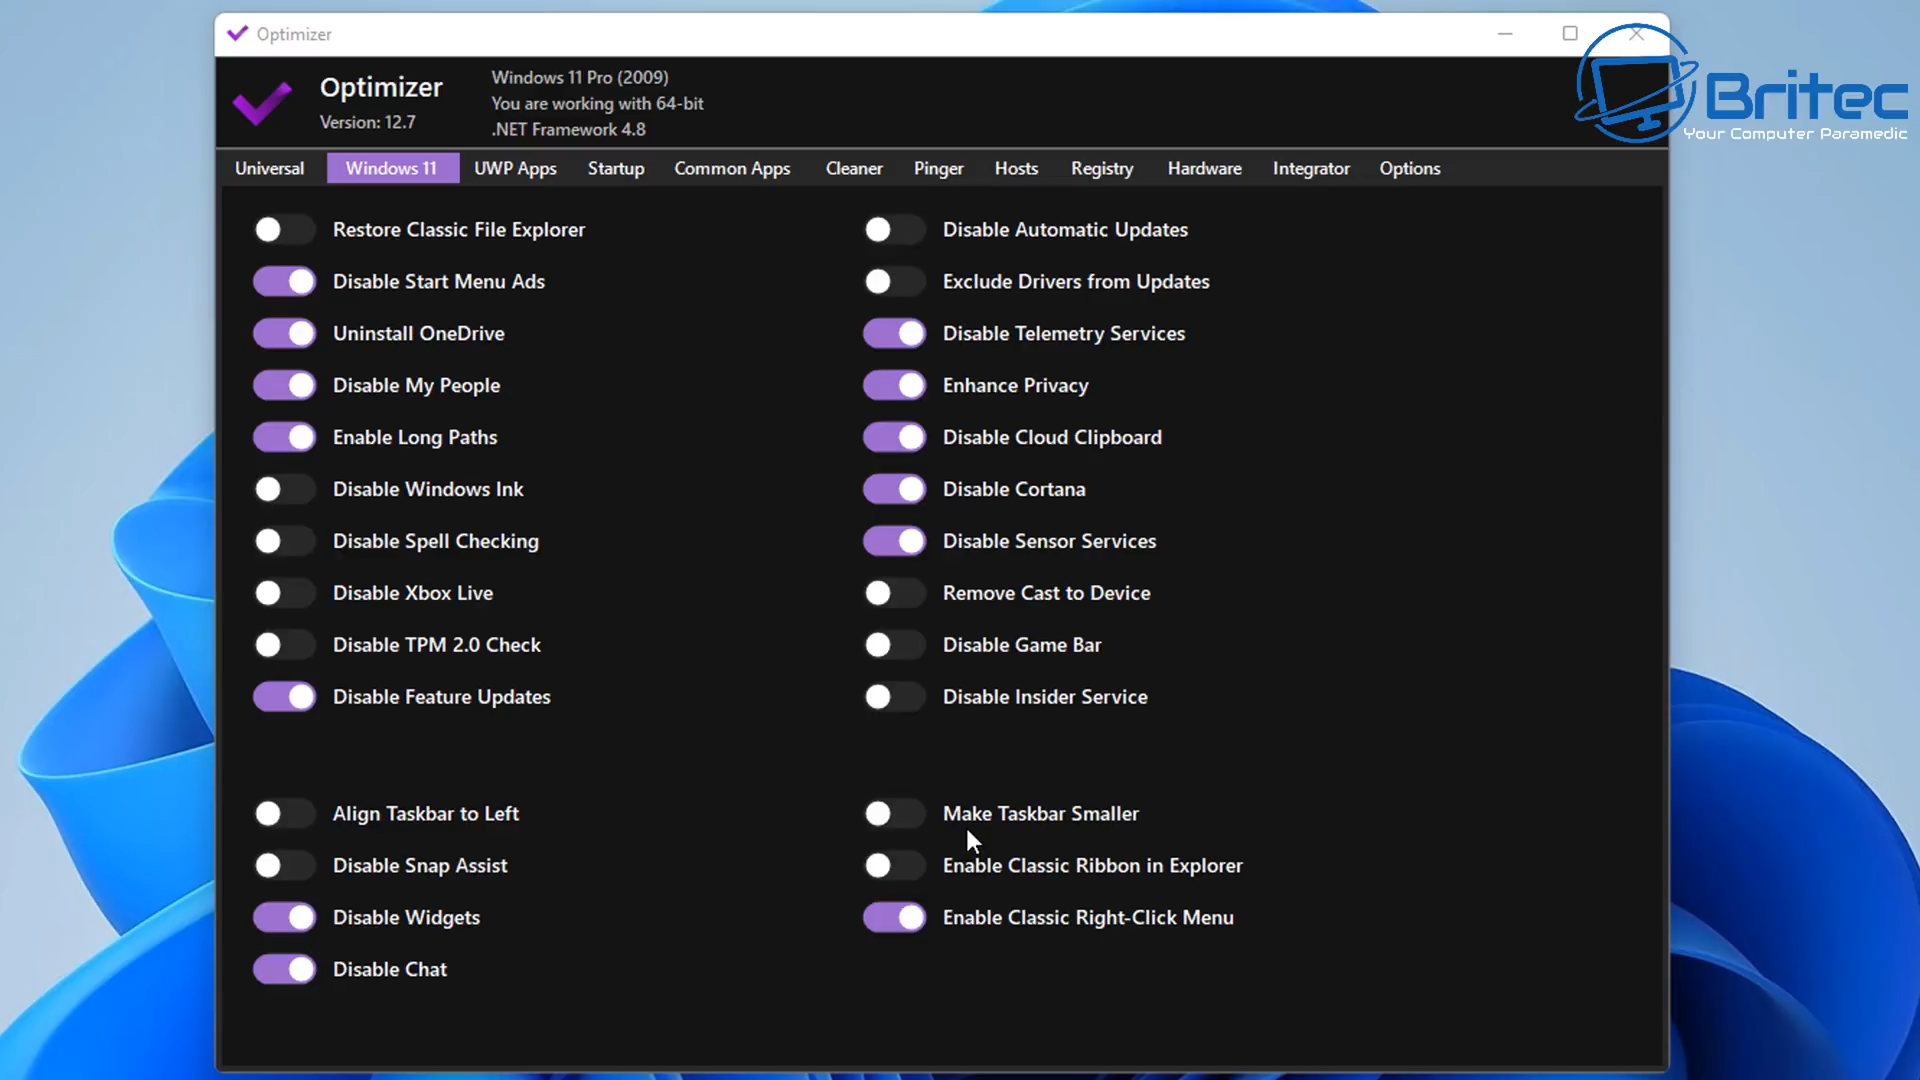 Optimizer
Optimizer
Version: 12.7
Windows 11 Pro (2009)
You are working with 64-bit
.NET Framework 4.8
Britec
Your Computer Paramedic
Universal Windows 11 UWP Apps Startup Common Apps Cleaner Pinger Hosts Registry Hardware Integrator Options
Restore Classic File Explorer
Disable Start Menu Ads
Uninstall OneDrive
Disable My People
Enable Long Paths
Disable Windows Ink
Disable Spell Checking
Disable Xbox Live
Disable TPM 2.0 Check
Disable Feature Updates
Disable Automatic Updates
Exclude Drivers from Updates
Disable Telemetry Services
Enhance Privacy
Disable Cloud Clipboard
Disable Cortana
Disable Sensor Services
Remove Cast to Device
Disable Game Bar
Disable Insider Service
Align Taskbar to Left
Disable Snap Assist
Disable Widgets
Disable Chat
Make Taskbar Smaller
Enable Classic Ribbon in Explorer
Enable Classic Right-Click Menu